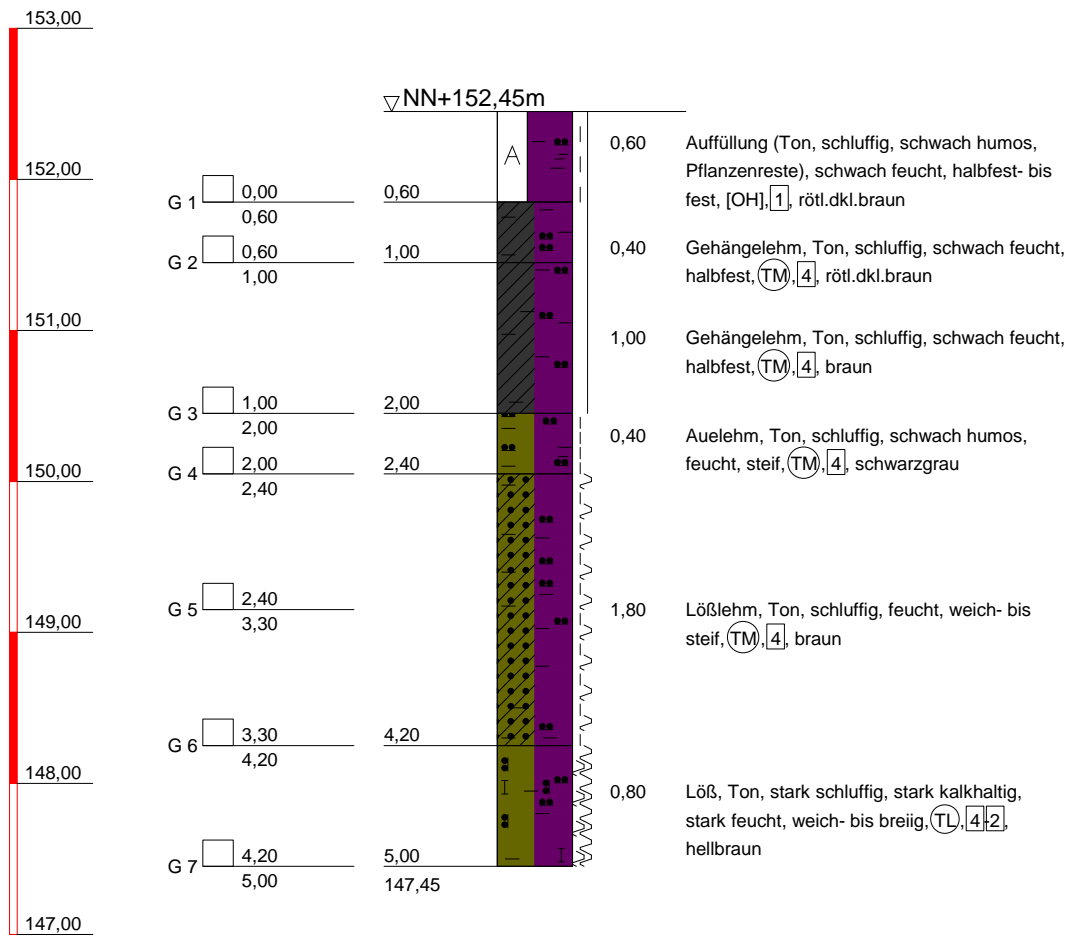 153,00
NN+152,45m
0,60 Auffüllung (Ton, schluffig, schwach humos,
A
152,00
Pflanzenreste), schwach feucht, halbfest- bis
G 1 0,00 0,60
fest, [OH], 1, rötl.dkl.braun
0,60
0,40 Gehängelehm, Ton, schluffig, schwach feucht,
G 2 0,60 1,00
1,00
halbfest, TM, 4, rötl.dkl.braun
151,00
1,00 Gehängelehm, Ton, schluffig, schwach feucht,
halbfest, TM, 4, braun
G 3 1,00 2,00
2,00
0,40 Auelehm, Ton, schluffig, schwach humos,
G 4 2,00 2,40
feucht, steif, TM, 4, schwarzgrau
150,00
2,40
G 5 2,40
3,30
1,80 Lößlehm, Ton, schluffig, feucht, weich- bis
149,00
steif, TM, 4, braun
G 6 3,30 4,20
4,20
148,00
0,80 Löß, Ton, stark schluffig, stark kalkhaltig,
stark feucht, weich- bis breiig, TL, 4-2,
hellbraun
G 7 4,20 5,00
5,00 147,45
147,00